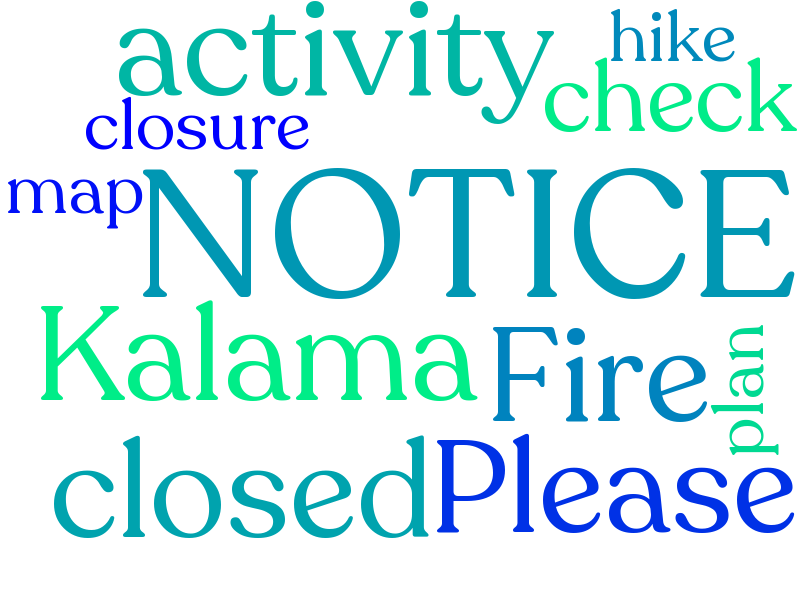 activity
hike
check
closure
map
NOTICE
Kalama
Fire
plan
closed
Please